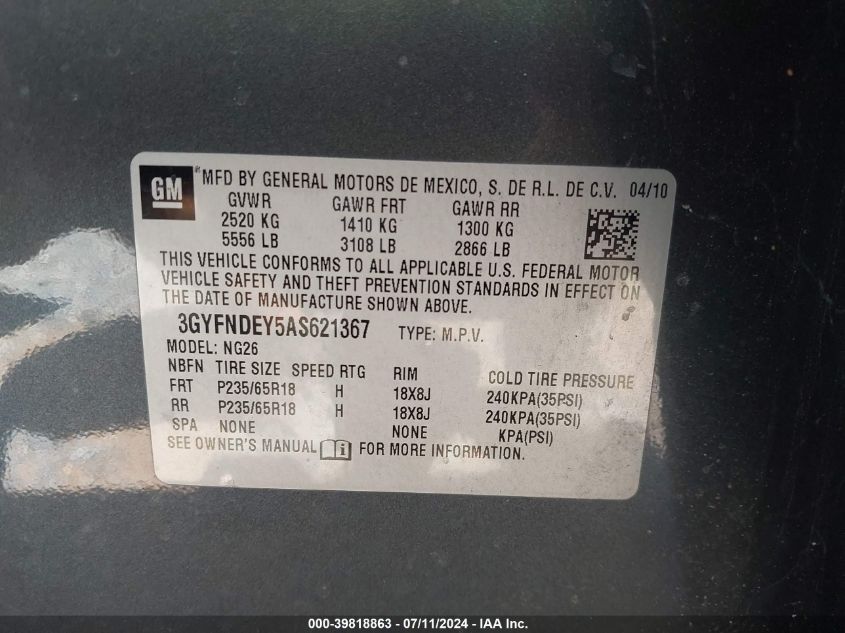 GM MFD BY GENERAL MOTORS DE MEXICO, S. DE R.L. DE C.V. 04/10
GVWR GAWR FRT GAWR RR
2520 KG 1410 KG 1300 KG
5556 LB 3108 LB 2866 LB
THIS VEHICLE CONFORMS TO ALL APPLICABLE U.S. FEDERAL MOTOR
VEHICLE SAFETY AND THEFT PREVENTION STANDARDS IN EFFECT ON
THE DATE OF MANUFACTURE SHOWN ABOVE.
3GYFNDEY5AS621367 TYPE: M.P.V.
MODEL: NG26
NBFN TIRE SIZE SPEED RTG RIM COLD TIRE PRESSURE
FRT P235/65R18 H 18X8J 240KPA(35PSI)
RR P235/65R18 H 18X8J 240KPA(35PSI)
SPA NONE NONE KPA(PSI)
SEE OWNER'S MANUAL FOR MORE INFORMATION.
000-39818863 - 07/11/2024 - IAA Inc.